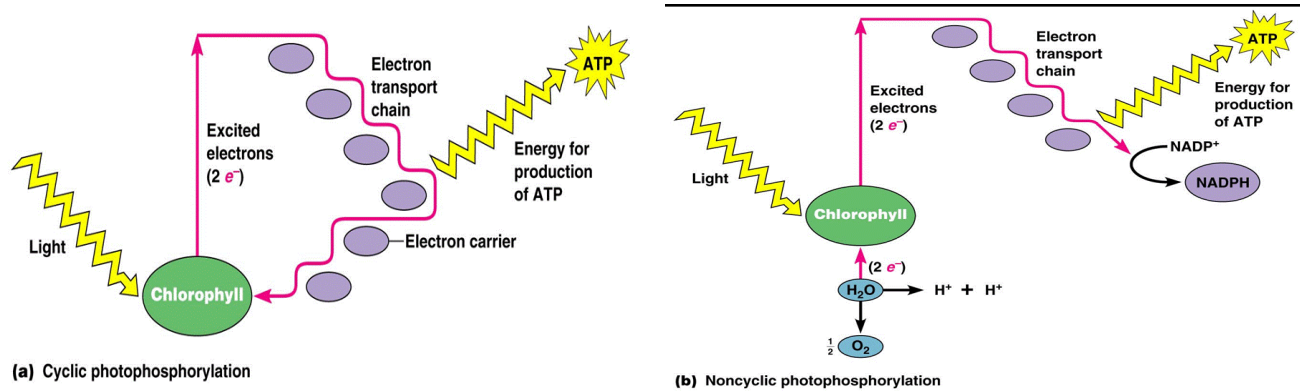 ATP
Electron
transport
chain
Excited
electrons
(2 e⁻)
Energy for
production
of ATP
Light
Electron carrier
Chlorophyll
(a) Cyclic photophosphorylation
ATP
Electron
transport
chain
Excited
electrons
(2 e⁻)
Energy for
production
of ATP
NADP⁺
NADPH
Light
Chlorophyll
(2 e⁻)
H₂O
H⁺ + H⁺
½ O₂
(b) Noncyclic photophosphorylation